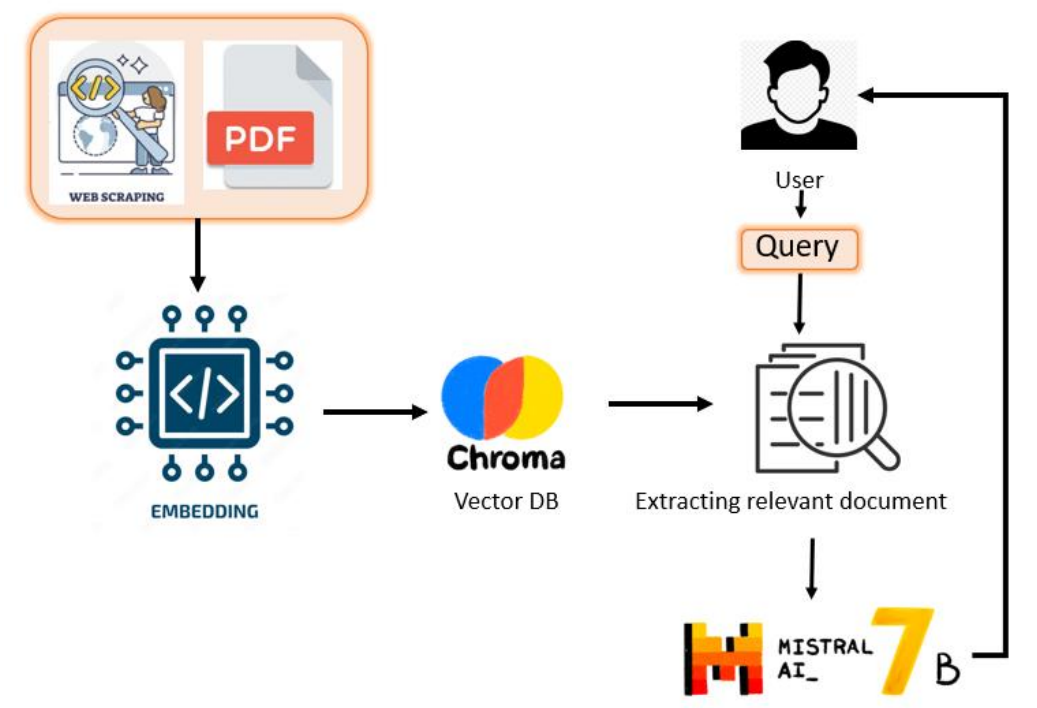 </>
WEB SCRAPING
PDF
User
Query
</>
EMBEDDING
Chroma
Vector DB
Extracting relevant document
MISTRAL
AI_
7
B